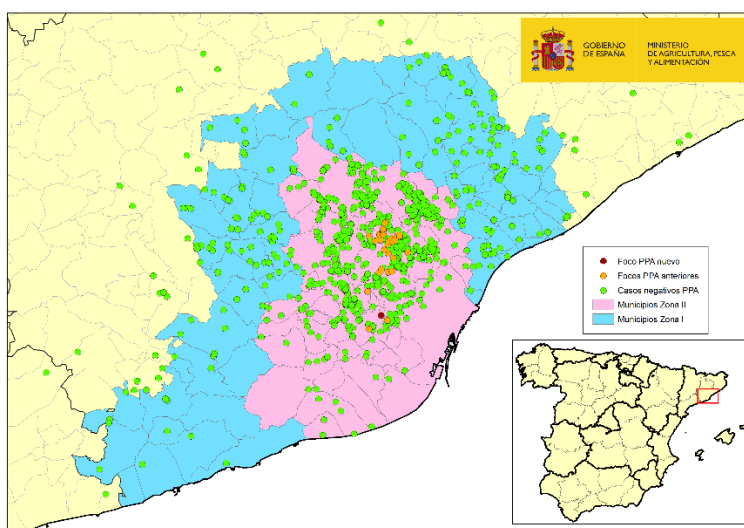 GOBIERNO
DE ESPAÑA
MINISTERIO
DE AGRICULTURA, PESCA
Y ALIMENTACIÓN
Foco PPA nuevo
Focos PPA anteriores
Casos negativos PPA
Municipios Zona II
Municipios Zona I